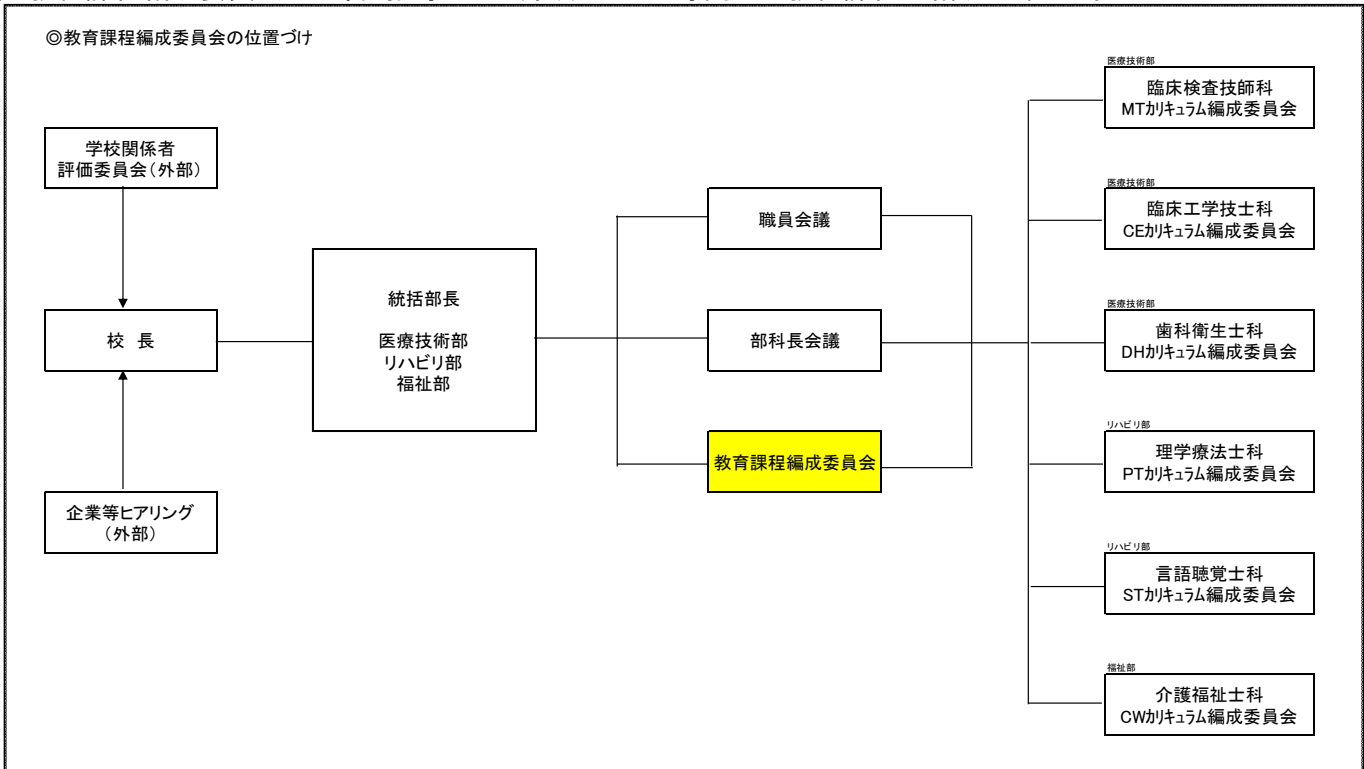 ◎教育課程編成委員会の位置づけ
学校関係者
評価委員会(外部)
校 長
企業等ヒアリング
(外部)
統括部長
医療技術部
リハビリ部
福祉部
職員会議
部科長会議
教育課程編成委員会
医療技術部
臨床検査技師科
MTカリキュラム編成委員会
医療技術部
臨床工学技士科
CEカリキュラム編成委員会
医療技術部
歯科衛生士科
DHカリキュラム編成委員会
リハビリ部
理学療法士科
PTカリキュラム編成委員会
リハビリ部
言語聴覚士科
STカリキュラム編成委員会
福祉部
介護福祉士科
CWカリキュラム編成委員会